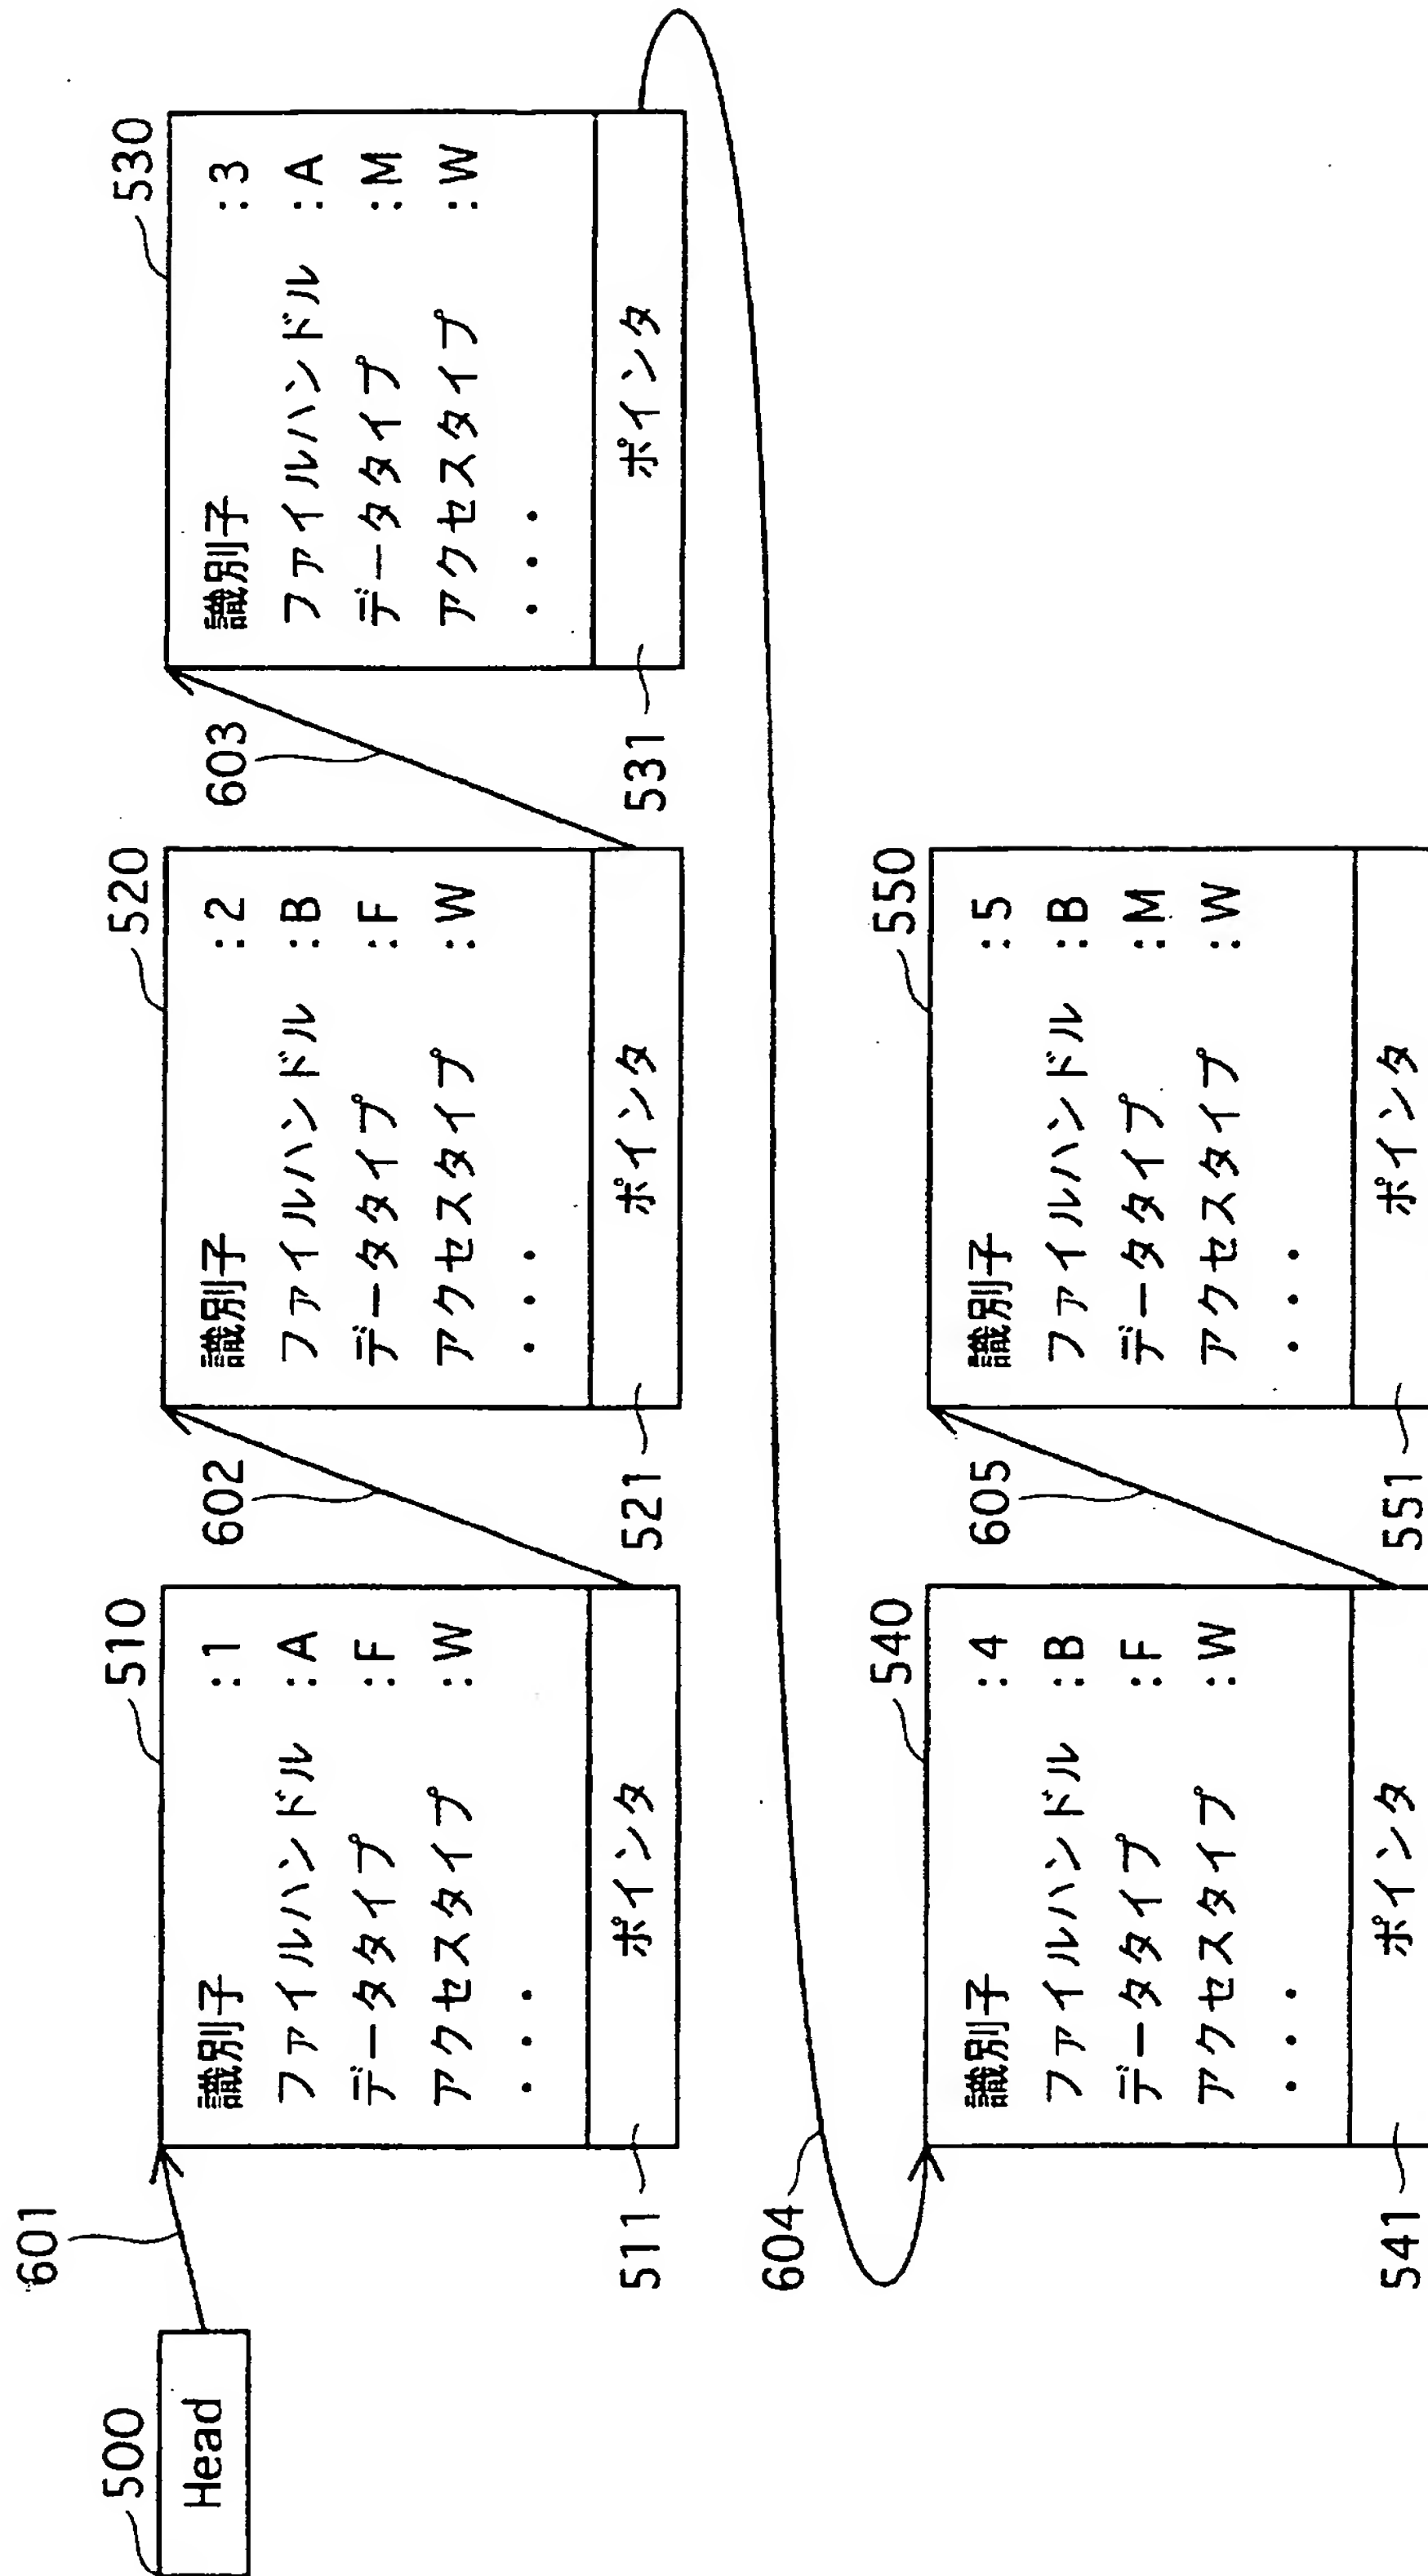 601
500
Head
510
識別子 :1
ファイルハンドル :A
データタイプ :F
アクセスタイプ :W
・・・
ポインタ
511
602
520
識別子 :2
ファイルハンドル :B
データタイプ :F
アクセスタイプ :W
・・・
ポインタ
521
603
530
識別子 :3
ファイルハンドル :A
データタイプ :M
アクセスタイプ :W
・・・
ポインタ
531
604
540
識別子 :4
ファイルハンドル :B
データタイプ :F
アクセスタイプ :W
・・・
ポインタ
541
605
550
識別子 :5
ファイルハンドル :B
データタイプ :M
アクセスタイプ :W
・・・
ポインタ
551